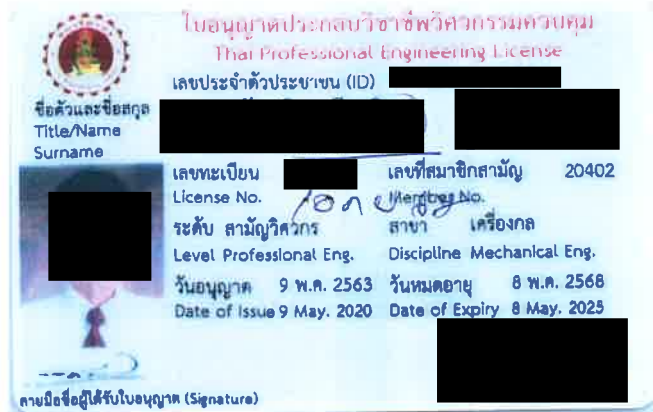 ใบอนุญาตประกอบวิชาชีพวิศวกรรมควบคุม
Thai Professional Engineering License
เลขประจำตัวประชาชน (ID)
ชื่อตัวและชื่อสกุล
Title/Name
Surname
เลขทะเบียน เลขที่สมาชิกสามัญ 20402
License No. Member No.
ระดับ สามัญวิศวกร สาขา เครื่องกล
Level Professional Eng. Discipline Mechanical Eng.
วันอนุญาต 9 พ.ค. 2563 วันหมดอายุ 8 พ.ค. 2568
Date of Issue 9 May. 2020 Date of Expiry 8 May. 2025
ลายมือชื่อผู้ได้รับใบอนุญาต (Signature)